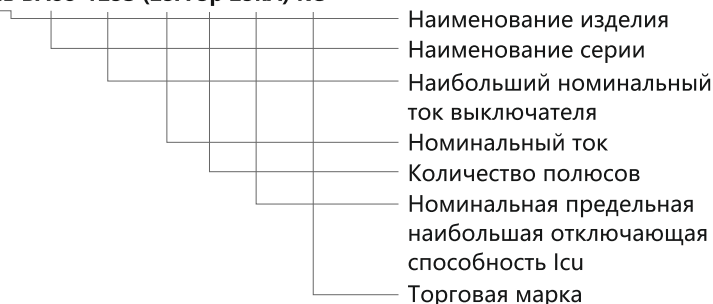 Наименование изделия
Наименование серии
Наибольший номинальный
ток выключателя
Номинальный ток
Количество полюсов
Номинальная предельная
наибольшая отключающая
способность Icu
Торговая марка